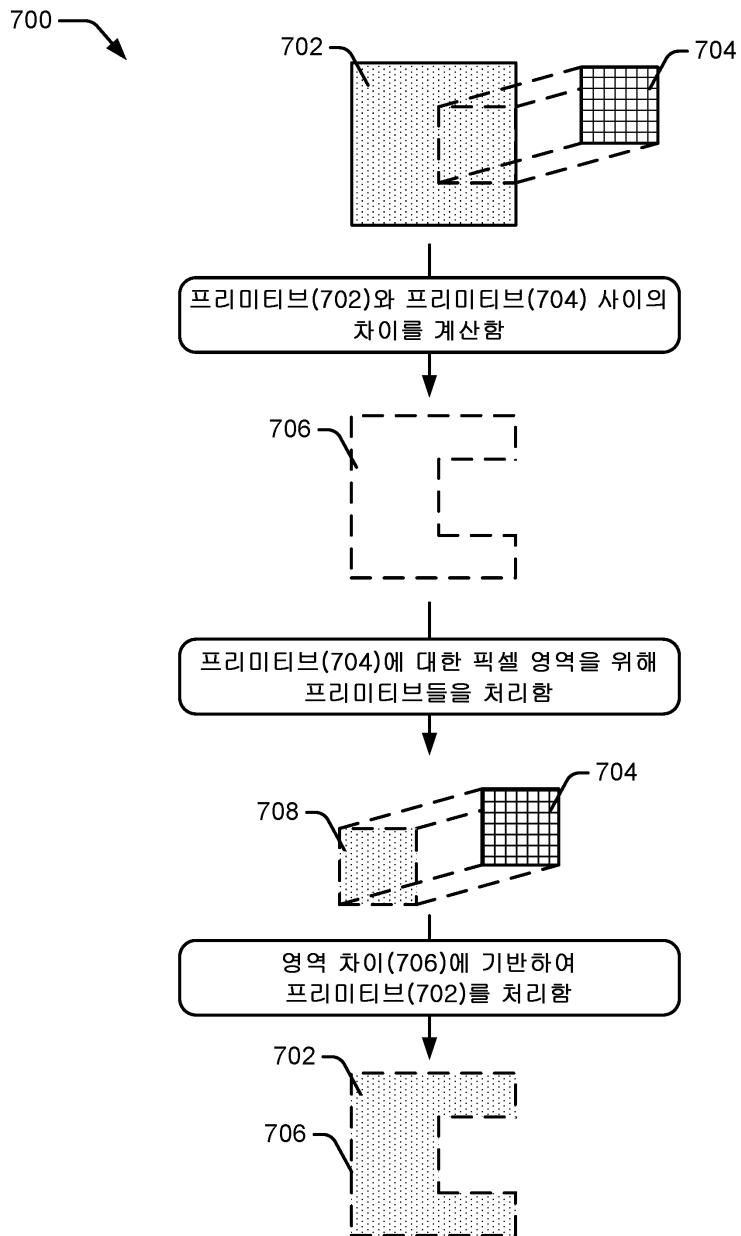 700
702
704
프리미티브(702)와 프리미티브(704) 사이의
차이를 계산함
706
프리미티브(704)에 대한 픽셀 영역을 위해
프리미티브들을 처리함
704
708
영역 차이(706)에 기반하여
프리미티브(702)를 처리함
702
706